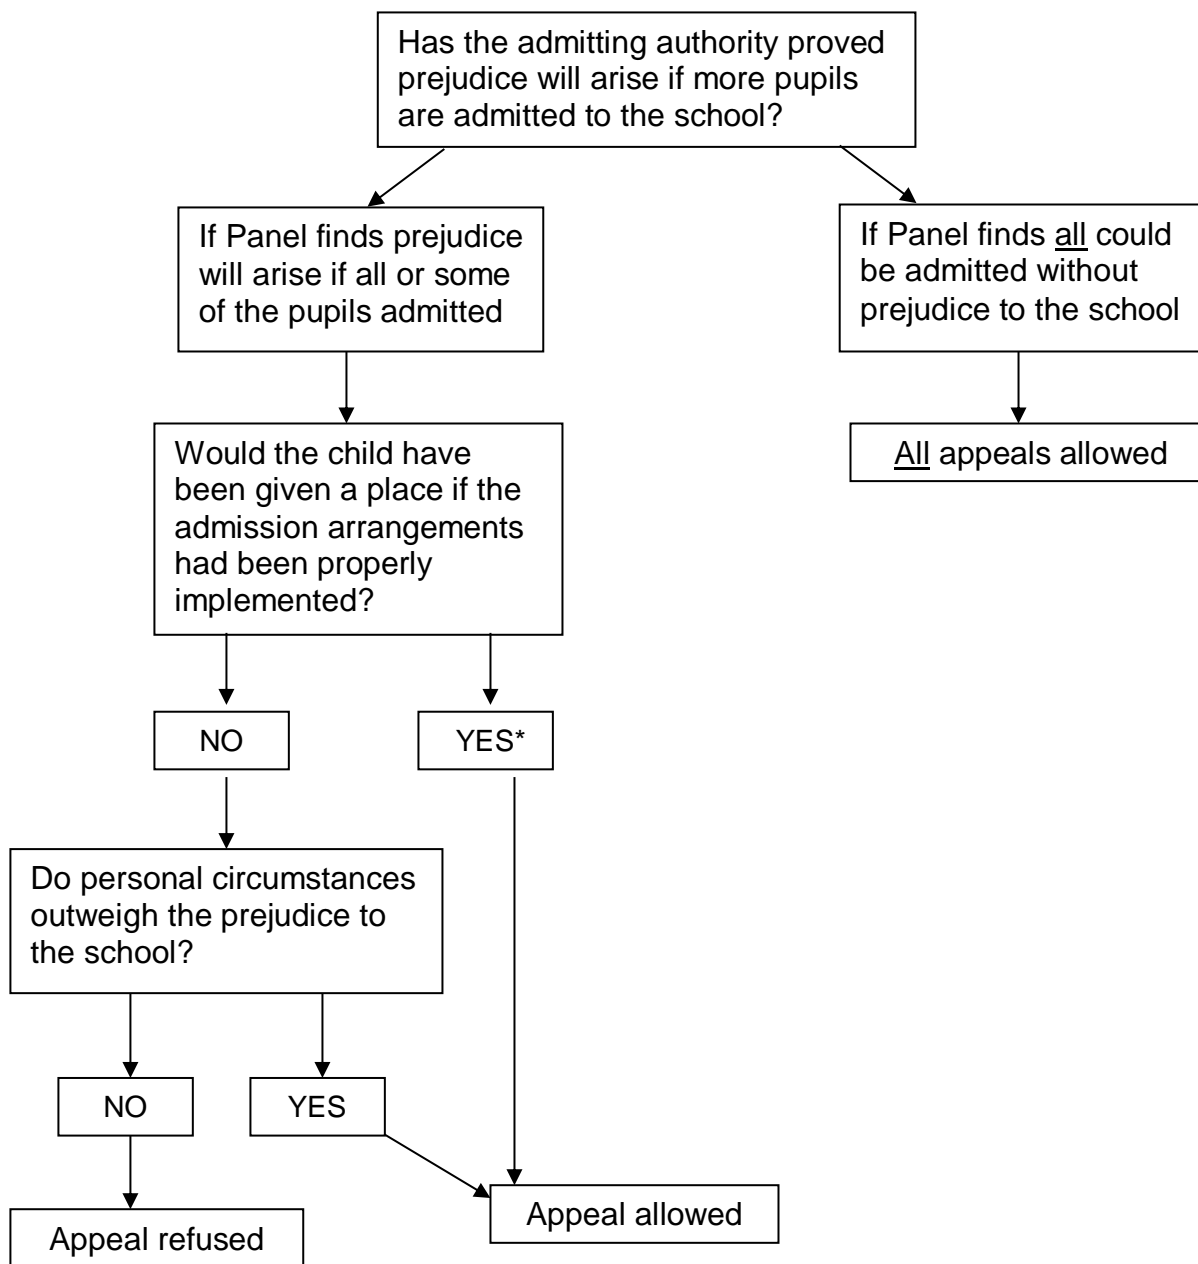 Has the admitting authority proved
prejudice will arise if more pupils
are admitted to the school?
If Panel finds prejudice
will arise if all or some
of the pupils admitted
If Panel finds all could
be admitted without
prejudice to the school
Would the child have
been given a place if the
admission arrangements
had been properly
implemented?
All appeals allowed
NO
YES*
Do personal circumstances
outweigh the prejudice to
the school?
NO
YES
Appeal allowed
Appeal refused